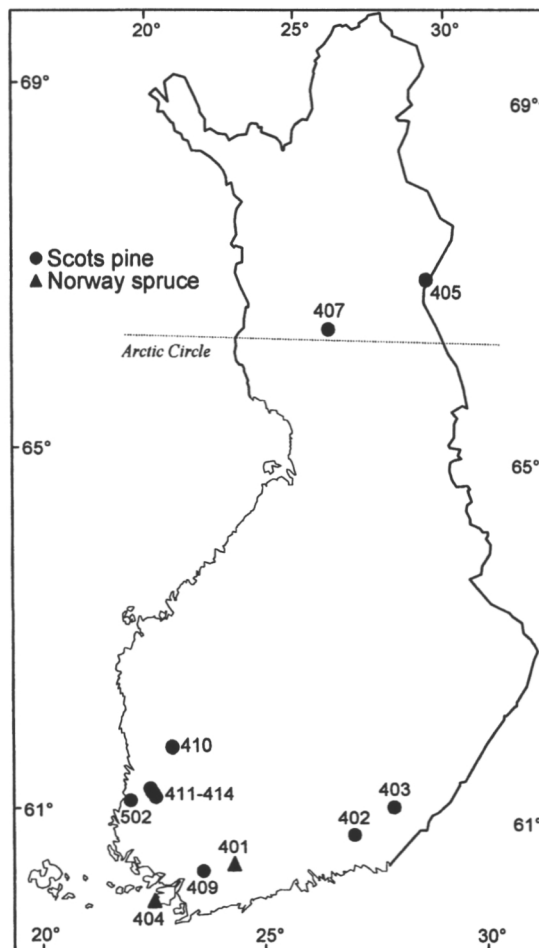 20° 25° 30°
69° 69°
● Scots pine
▲ Norway spruce
405
407
Arctic Circle
65° 65°
410
411-414
403
502
402
61° 61°
401
409
404
20° 25° 30°